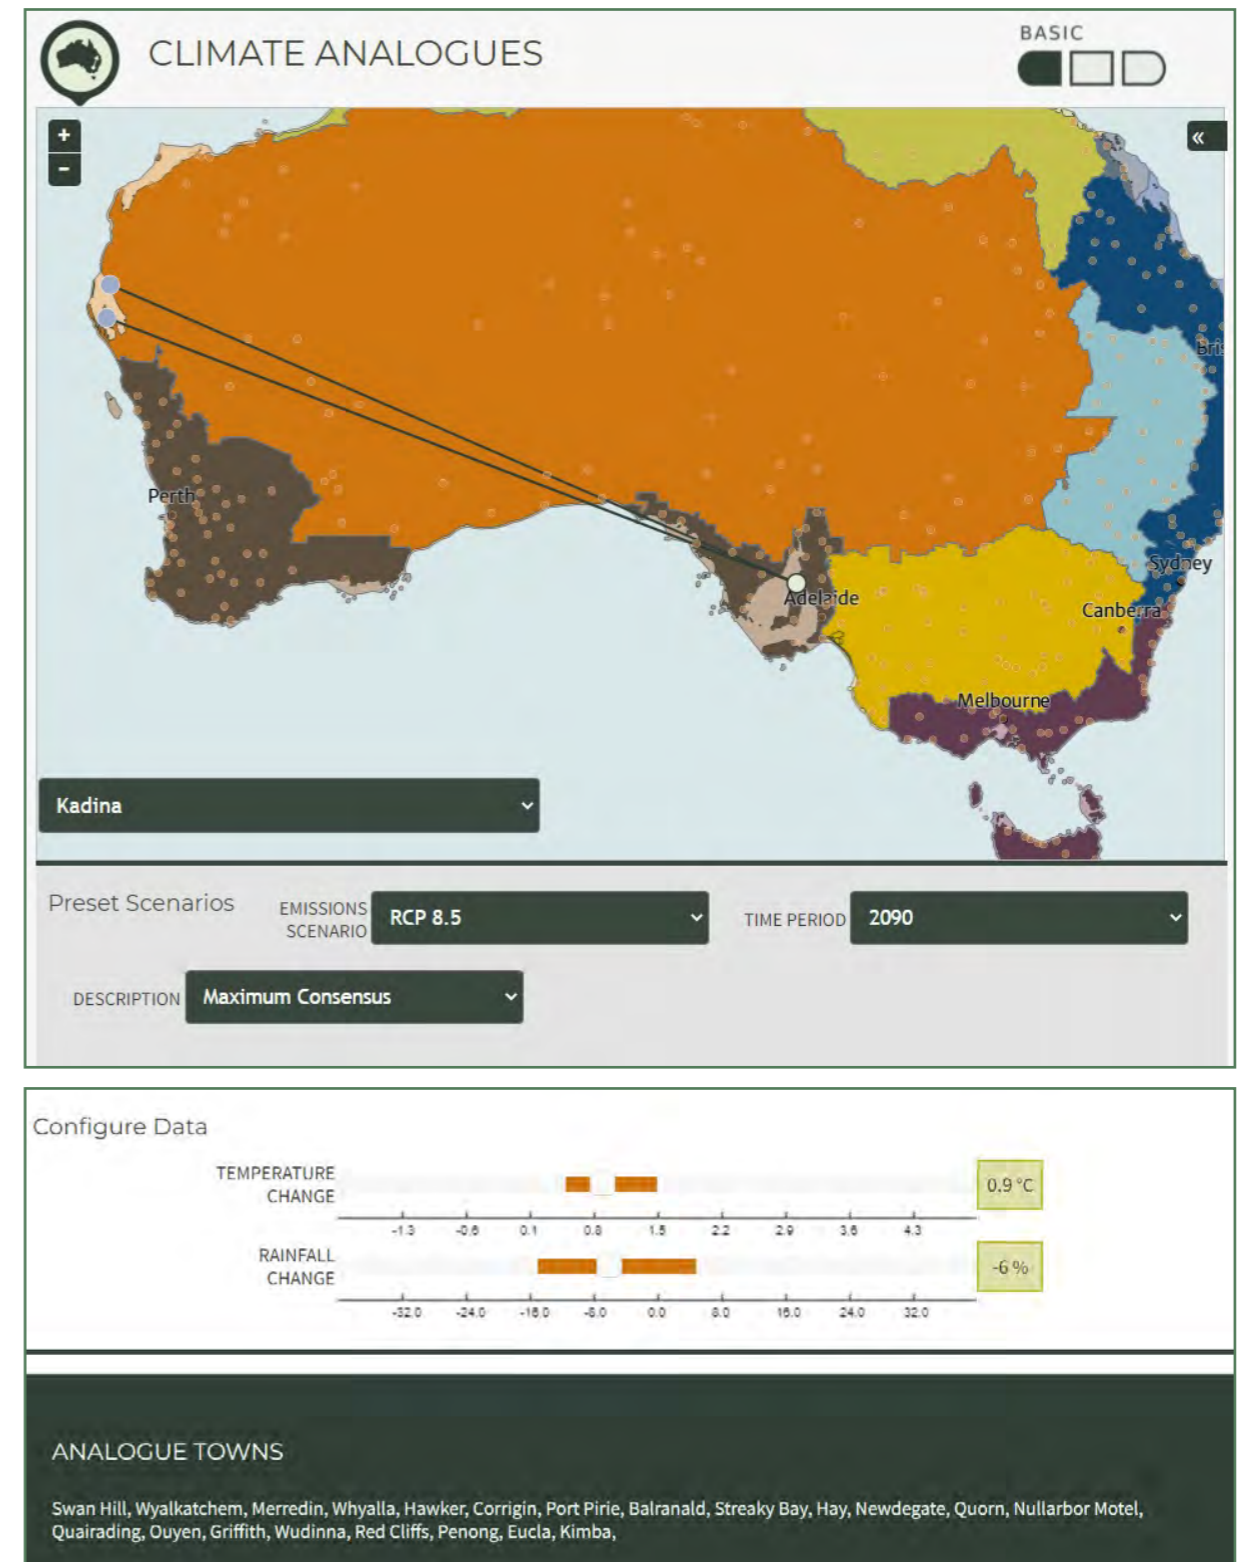 CLIMATE ANALOGUES
BASIC
+
-
«
Bris
Perth
Sydney
Adelaide
Canberra
Melbourne
Kadina
Preset Scenarios
EMISSIONS
SCENARIO
RCP 8.5
TIME PERIOD
2090
DESCRIPTION
Maximum Consensus
Configure Data
TEMPERATURE
CHANGE
0.9 °C
-1.3 -0.6 0.1 0.8 1.5 2.2 2.9 3.6 4.3
RAINFALL
CHANGE
-6 %
-32.0 -24.0 -16.0 -8.0 0.0 8.0 16.0 24.0 32.0
ANALOGUE TOWNS
Swan Hill, Wyalkatchem, Merredin, Whyalla, Hawker, Corrigin, Port Pirie, Balranald, Streaky Bay, Hay, Newdegate, Quorn, Nullarbor Motel,
Quairading, Ouyen, Griffith, Wudinna, Red Cliffs, Penong, Eucla, Kimba,